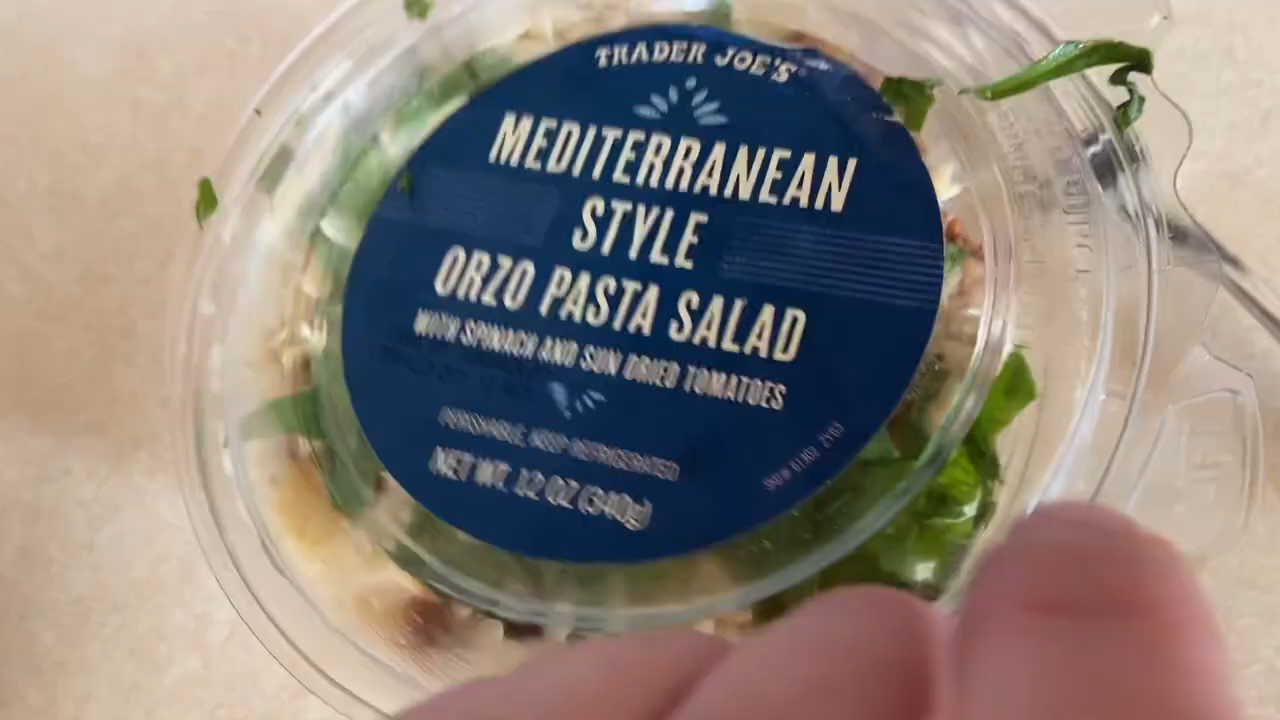 TRADER JOE'S
MEDITERRANEAN
STYLE
ORZO PASTA SALAD
WITH SPINACH AND SUN DRIED TOMATOES
PERISHABLE, KEEP REFRIGERATED
NET WT. 12 OZ (340g)